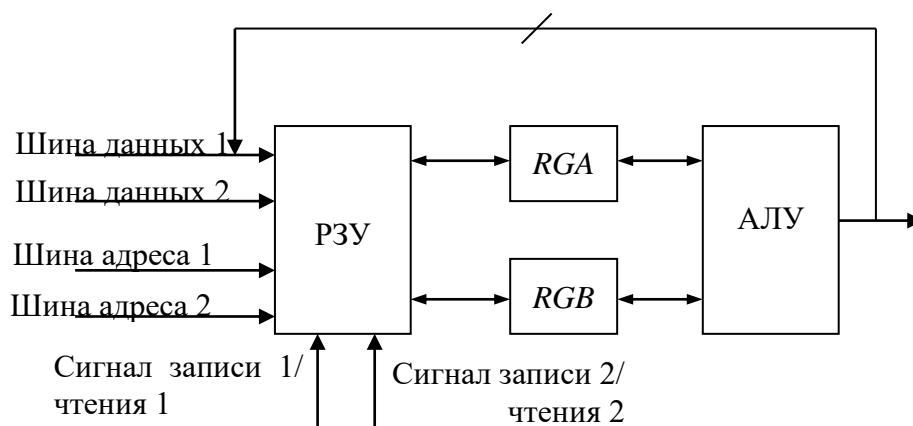 Шина данных 1
Шина данных 2
Шина адреса 1
Шина адреса 2
РЗУ
RGA
RGB
АЛУ
Сигнал записи 1/
чтения 1
Сигнал записи 2/
чтения 2